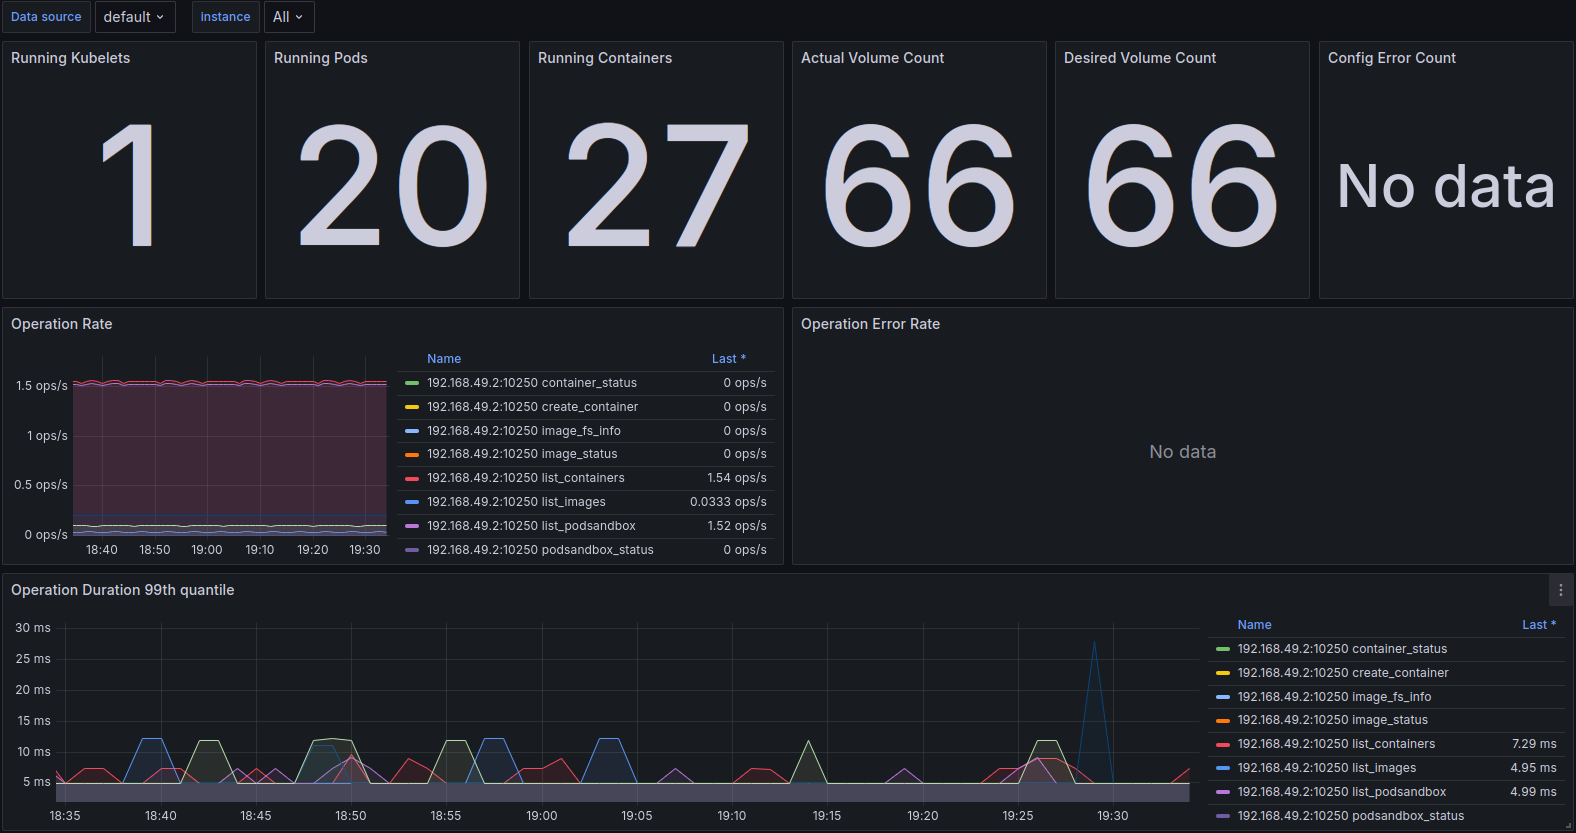 Data source default Instance All
Running Kubelets
1
Running Pods
20
Running Containers
27
Actual Volume Count
66
Desired Volume Count
66
Config Error Count
No data
Operation Rate
1.5 ops/s
1 ops/s
0.5 ops/s
0 ops/s
18:40 18:50 19:00 19:10 19:20 19:30
Name Last *
192.168.49.2:10250 container_status 0 ops/s
192.168.49.2:10250 create_container 0 ops/s
192.168.49.2:10250 image_fs_info 0 ops/s
192.168.49.2:10250 image_status 0 ops/s
192.168.49.2:10250 list_containers 1.54 ops/s
192.168.49.2:10250 list_images 0.0333 ops/s
192.168.49.2:10250 list_podsandbox 1.52 ops/s
192.168.49.2:10250 podsandbox_status 0 ops/s
Operation Error Rate
No data
Operation Duration 99th quantile
30 ms
25 ms
20 ms
15 ms
10 ms
5 ms
18:35 18:40 18:45 18:50 18:55 19:00 19:05 19:10 19:15 19:20 19:25 19:30
Name Last *
192.168.49.2:10250 container_status
192.168.49.2:10250 create_container
192.168.49.2:10250 image_fs_info
192.168.49.2:10250 image_status
192.168.49.2:10250 list_containers 7.29 ms
192.168.49.2:10250 list_images 4.95 ms
192.168.49.2:10250 list_podsandbox 4.99 ms
192.168.49.2:10250 podsandbox_status